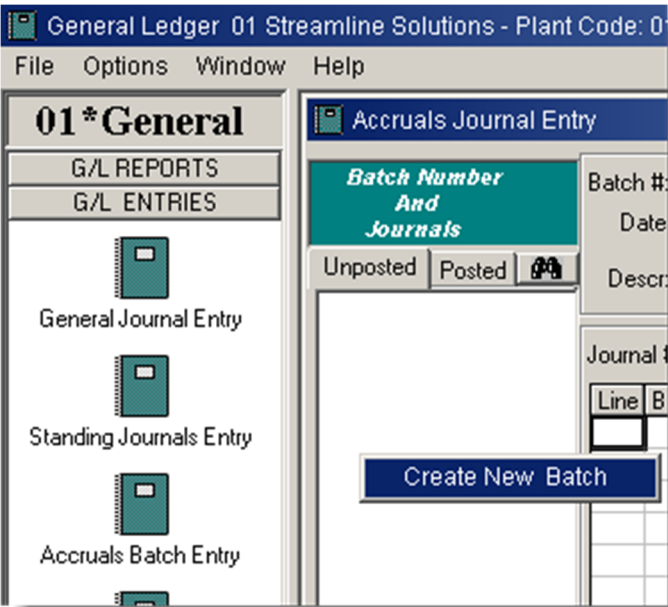 General Ledger 01 Streamline Solutions - Plant Code: 0
File Options Window Help
01*General
G/L REPORTS
G/L ENTRIES
General Journal Entry
Standing Journals Entry
Accruals Batch Entry
Accruals Journal Entry
Batch Number
And
Journals
Unposted Posted
Batch #:
Date
Descr:
Journal #
Line B
Create New Batch